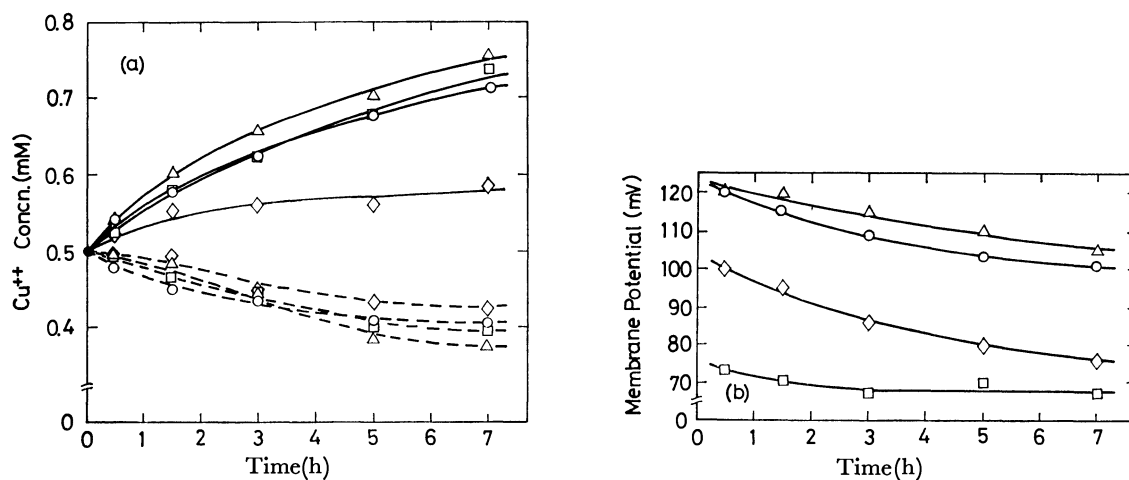 (a)
Cu++ Concn.(mM)
0.8
0.7
0.6
0.5
0.4
0
0 1 2 3 4 5 6 7
Time(h)
(b)
Membrane Potential (mV)
120
110
100
90
80
70
0
0 1 2 3 4 5 6 7
Time(h)